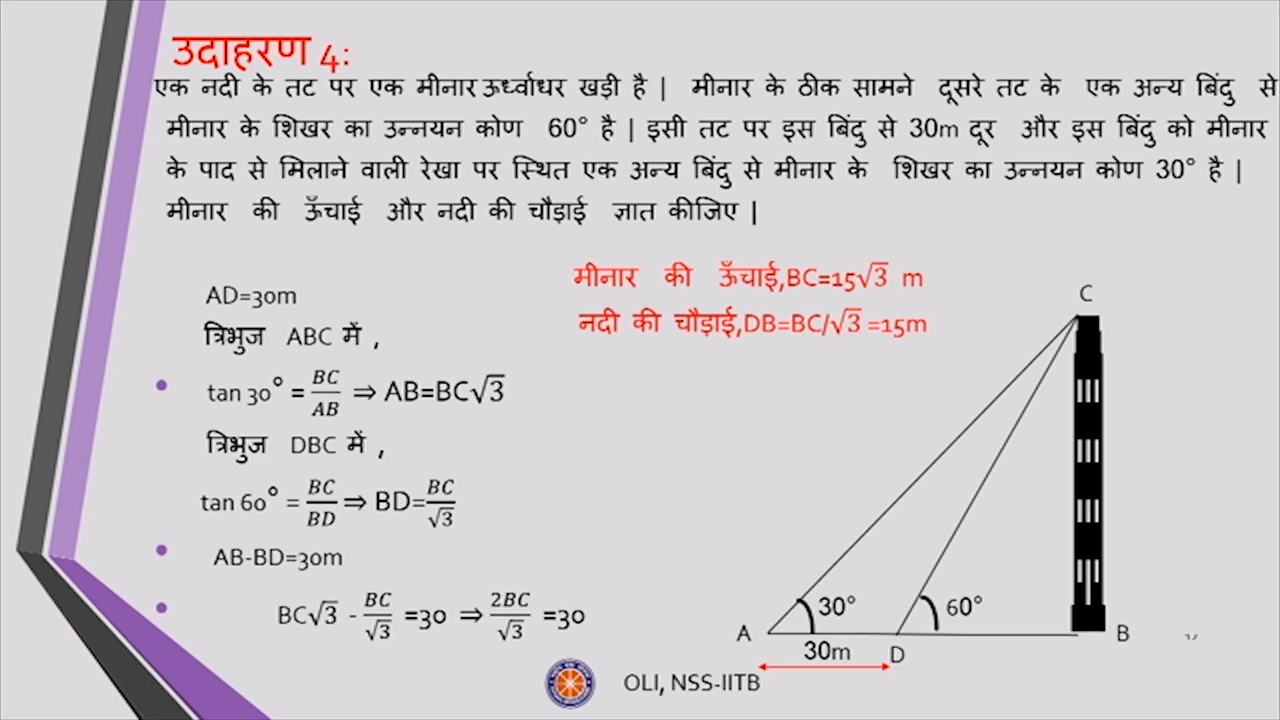 उदाहरण 4:
एक नदी के तट पर एक मीनार ऊर्ध्वाधर खड़ी है | मीनार के ठीक सामने दूसरे तट के एक अन्य बिंदु से
मीनार के शिखर का उन्नयन कोण 60° है | इसी तट पर इस बिंदु से 30m दूर और इस बिंदु को मीनार
के पाद से मिलाने वाली रेखा पर स्थित एक अन्य बिंदु से मीनार के शिखर का उन्नयन कोण 30° है |
मीनार की ऊँचाई और नदी की चौड़ाई ज्ञात कीजिए |
मीनार की ऊँचाई,BC=15√3 m
नदी की चौड़ाई,DB=BC/√3 =15m
AD=30m
त्रिभुज ABC में ,
tan 30° = BC/AB ⇒ AB=BC√3
त्रिभुज DBC में ,
tan 60° = BC/BD ⇒ BD=BC/√3
AB-BD=30m
BC√3 - BC/√3 =30 ⇒ 2BC/√3 =30
C
30°
60°
A
B
30m
D
OLI, NSS-IITB